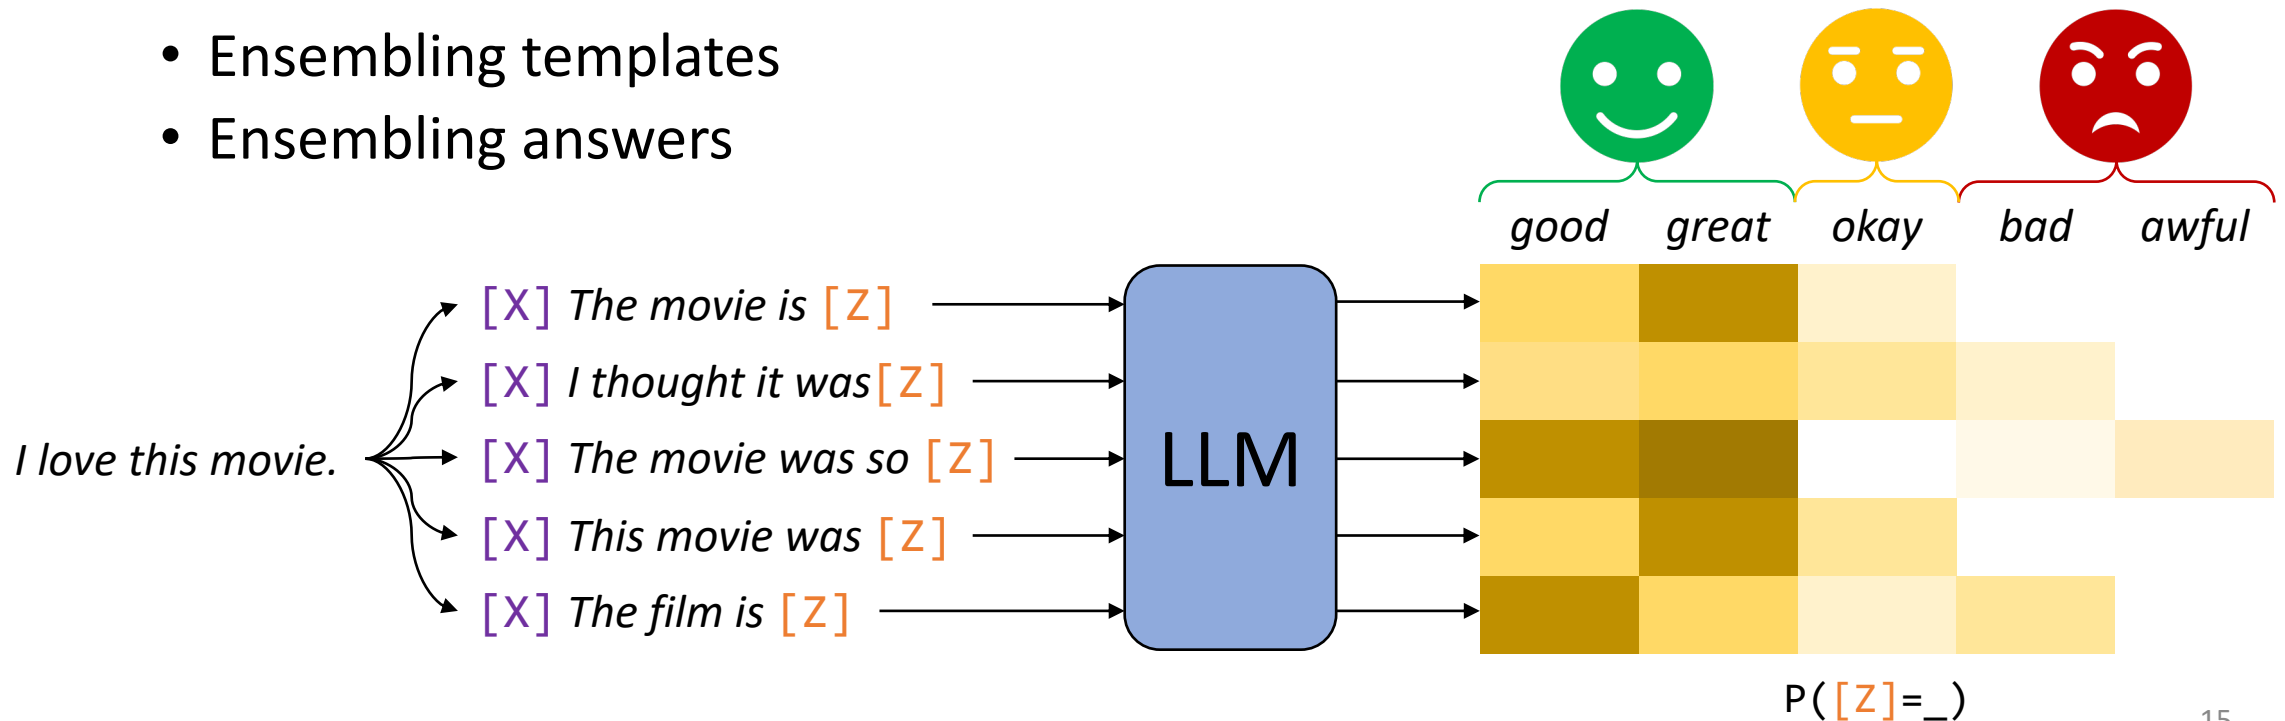 • Ensembling templates
• Ensembling answers
good great okay bad awful
[X] The movie is [Z]
[X] I thought it was[Z]
I love this movie. [X] The movie was so [Z] LLM
[X] This movie was [Z]
[X] The film is [Z]
P([Z]=_)
15